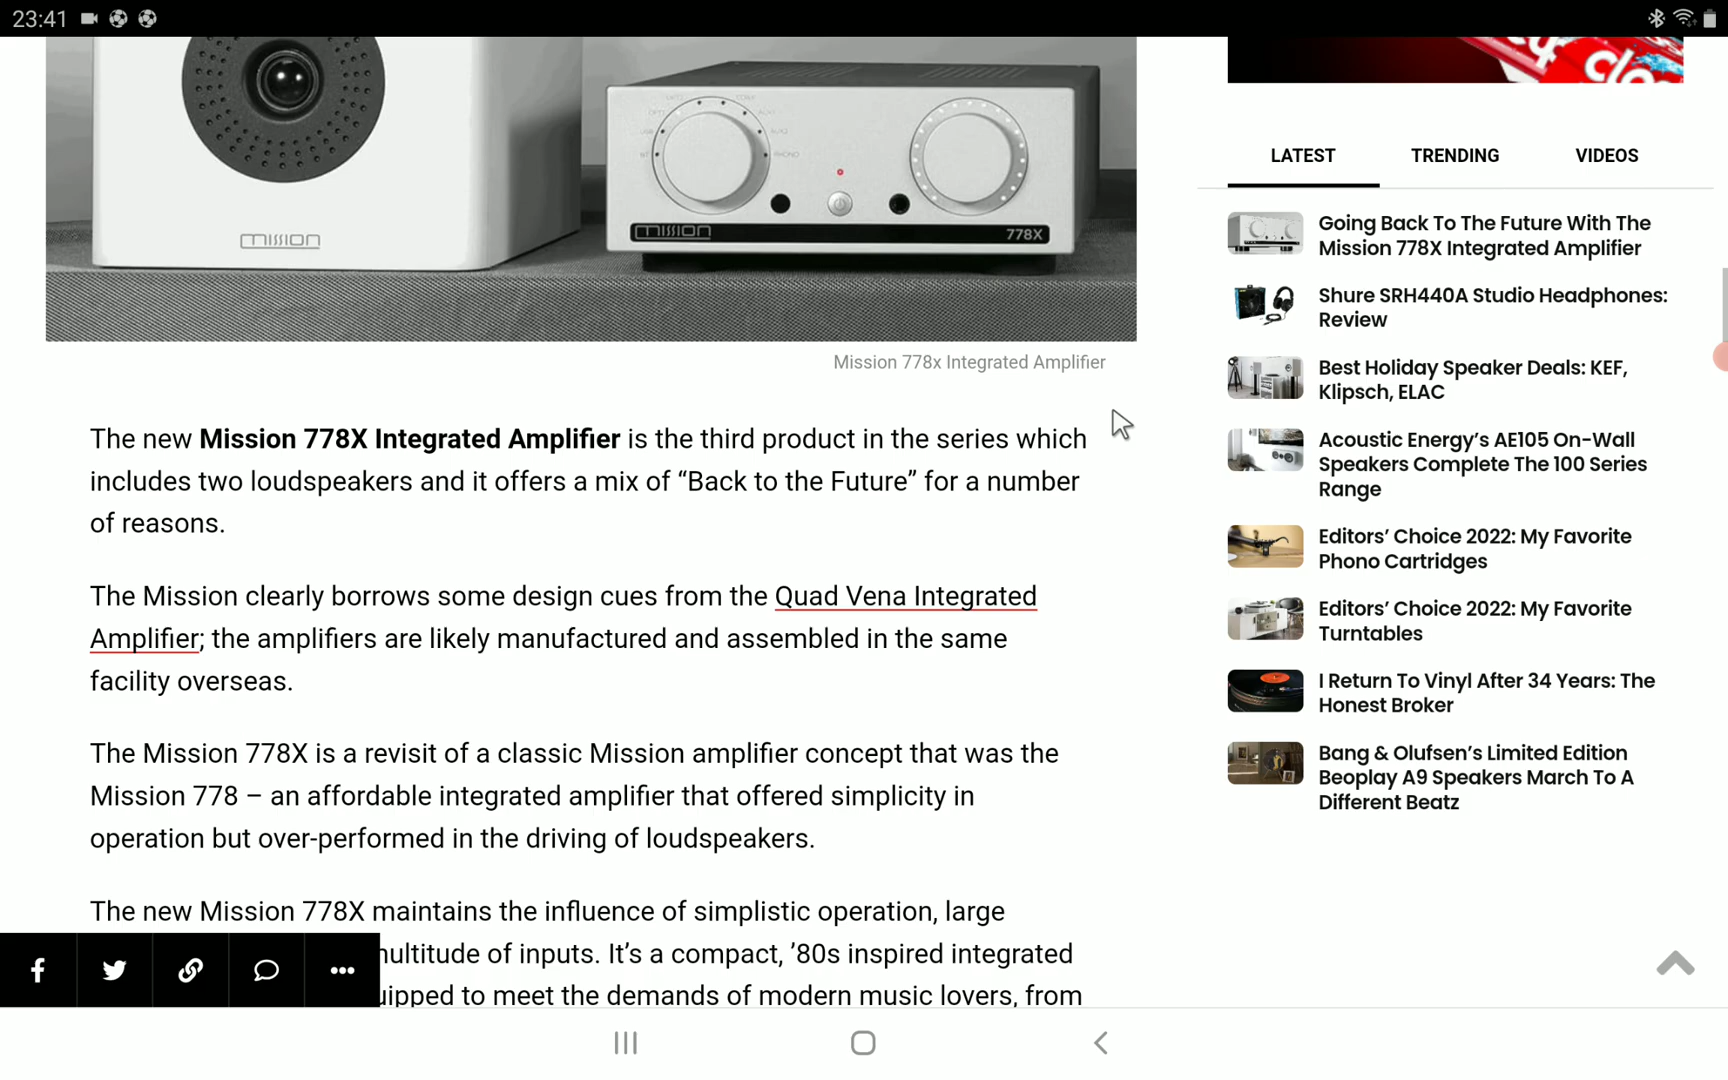 23:41
OPT1
USB
PHONO
MISSION
MISSION
778X
Mission 778x Integrated Amplifier
The new Mission 778X Integrated Amplifier is the third product in the series which
includes two loudspeakers and it offers a mix of “Back to the Future” for a number
of reasons.
The Mission clearly borrows some design cues from the Quad Vena Integrated
Amplifier; the amplifiers are likely manufactured and assembled in the same
facility overseas.
The Mission 778X is a revisit of a classic Mission amplifier concept that was the
Mission 778 – an affordable integrated amplifier that offered simplicity in
operation but over-performed in the driving of loudspeakers.
The new Mission 778X maintains the influence of simplistic operation, large
multitude of inputs. It’s a compact, ’80s inspired integrated
uipped to meet the demands of modern music lovers, from
LATEST
TRENDING
VIDEOS
Going Back To The Future With The
Mission 778X Integrated Amplifier
Shure SRH440A Studio Headphones:
Review
Best Holiday Speaker Deals: KEF,
Klipsch, ELAC
Acoustic Energy’s AE105 On-Wall
Speakers Complete The 100 Series
Range
Editors’ Choice 2022: My Favorite
Phono Cartridges
Editors’ Choice 2022: My Favorite
Turntables
I Return To Vinyl After 34 Years: The
Honest Broker
Bang & Olufsen’s Limited Edition
Beoplay A9 Speakers March To A
Different Beatz